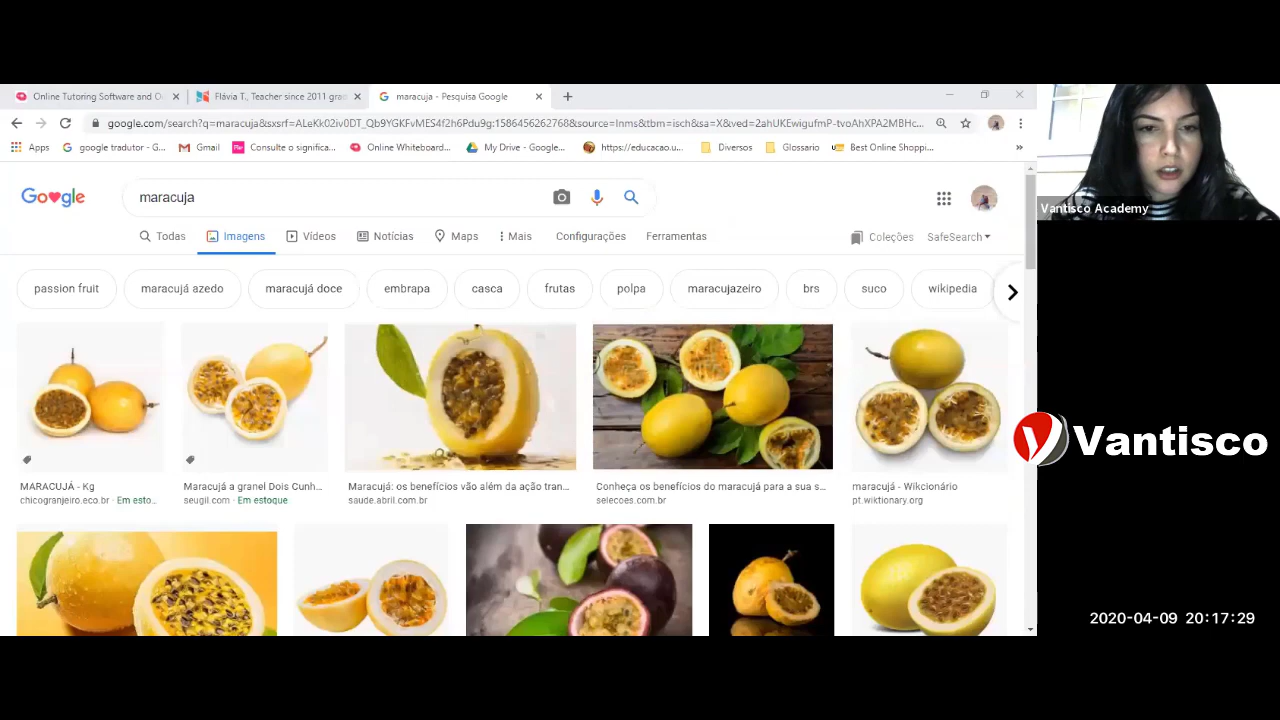 Online Tutoring Software and O
Flávia T., Teacher since 2011 gra
maracuja - Pesquisa Google
google.com/search?q=maracuja&sxsrf=ALeKk02iv0DT_Qb9YGKFvMES4f2h6Pdu9g:1586456262768&source=lnms&tbm=isch&sa=X&ved=2ahUKEwigufmP-tvoAhXPA2MBHc...
Apps
google tradutor - G...
Gmail
Consulte o significa...
Online Whiteboard...
My Drive - Google...
https://educacao.u...
Diversos
Glossario
Best Online Shoppi...
Vantisco Academy
Google
maracuja
Todas Imagens Vídeos Notícias Maps Mais Configurações Ferramentas Coleções SafeSearch
passion fruit maracujá azedo maracujá doce embrapa casca frutas polpa maracujazeiro brs suco wikipedia
MARACUJÁ - Kg
chicogranjeiro.eco.br · Em esto...
Maracujá a granel Dois Cunh...
seugil.com · Em estoque
Maracujá: os benefícios vão além da ação tran...
saude.abril.com.br
Conheça os benefícios do maracujá para a sua s...
selecoes.com.br
maracujá - Wikcionário
pt.wiktionary.org
Vantisco
2020-04-09 20:17:29